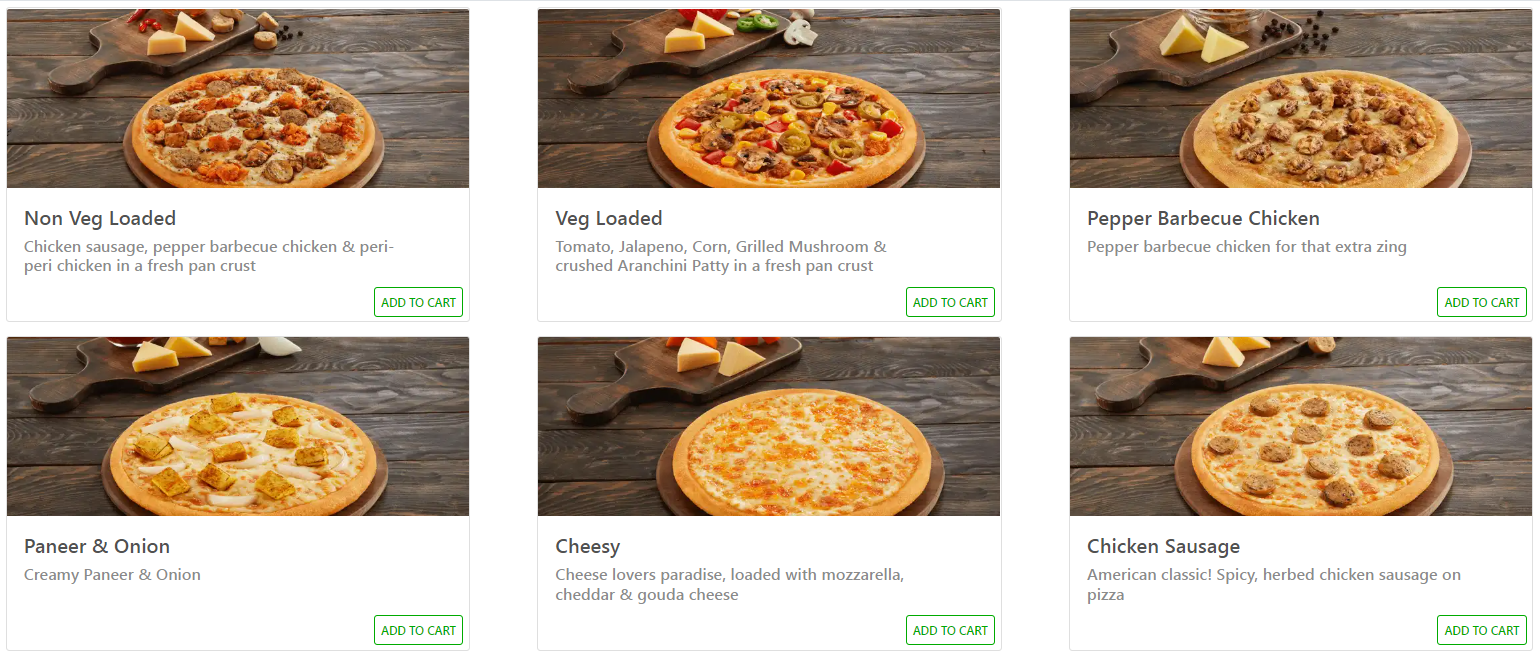 Non Veg Loaded
Chicken sausage, pepper barbecue chicken & peri-
peri chicken in a fresh pan crust
ADD TO CART
Veg Loaded
Tomato, Jalapeno, Corn, Grilled Mushroom &
crushed Aranchini Patty in a fresh pan crust
ADD TO CART
Pepper Barbecue Chicken
Pepper barbecue chicken for that extra zing
ADD TO CART
Paneer & Onion
Creamy Paneer & Onion
ADD TO CART
Cheesy
Cheese lovers paradise, loaded with mozzarella,
cheddar & gouda cheese
ADD TO CART
Chicken Sausage
American classic! Spicy, herbed chicken sausage on
pizza
ADD TO CART